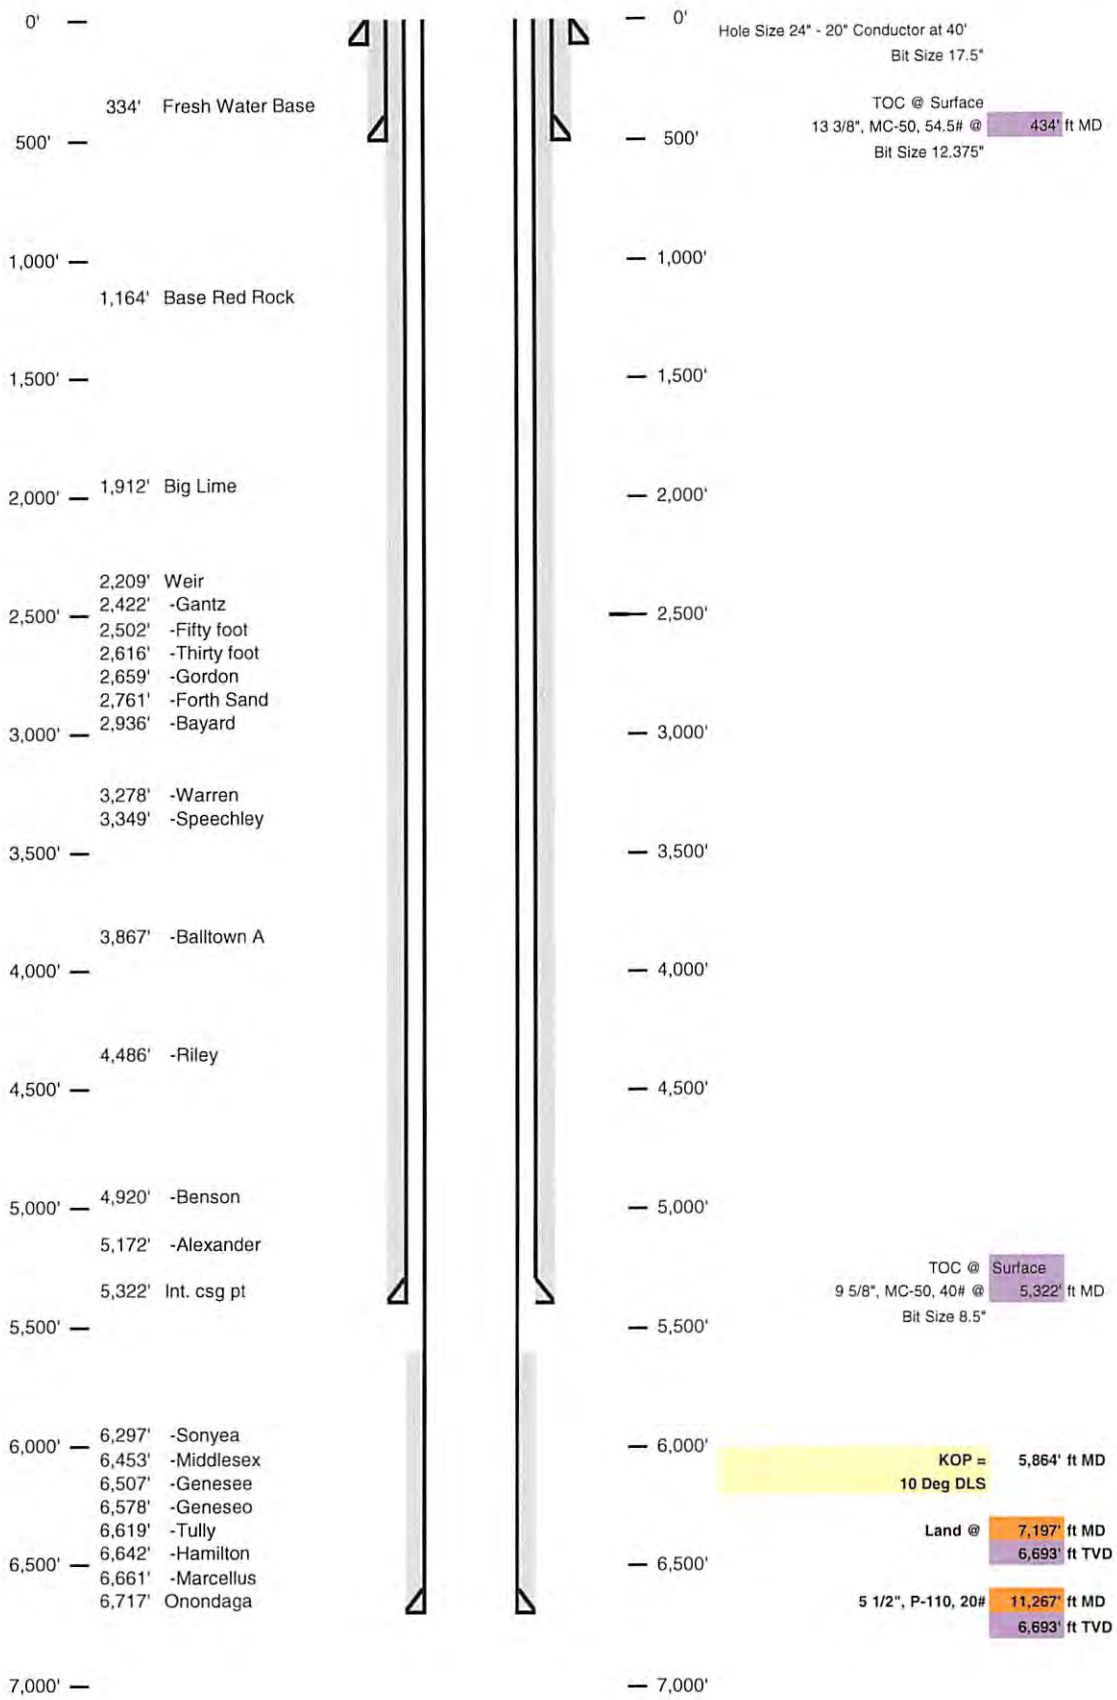 0' — — 0' Hole Size 24" - 20" Conductor at 40'
Bit Size 17.5"
334' Fresh Water Base TOC @ Surface
13 3/8", MC-50, 54.5# @ 434' ft MD
500' — — 500' Bit Size 12.375"
1,000' — — 1,000'
1,164' Base Red Rock
1,500' — — 1,500'
1,912' Big Lime
2,000' — — 2,000'
2,209' Weir
2,422' -Gantz
2,500' — — 2,500'
2,502' -Fifty foot
2,616' -Thirty foot
2,659' -Gordon
2,761' -Forth Sand
2,936' -Bayard
3,000' — — 3,000'
3,278' -Warren
3,349' -Speechley
3,500' — — 3,500'
3,867' -Balltown A
4,000' — — 4,000'
4,486' -Riley
4,500' — — 4,500'
4,920' -Benson
5,000' — — 5,000'
5,172' -Alexander
TOC @ Surface
5,322' Int. csg pt 9 5/8", MC-50, 40# @ 5,322' ft MD
Bit Size 8.5"
5,500' — — 5,500'
6,297' -Sonyea
6,000' — — 6,000'
6,453' -Middlesex KOP = 5,864' ft MD
6,507' -Genesee 10 Deg DLS
6,578' -Geneseo
6,619' -Tully Land @ 7,197' ft MD
6,642' -Hamilton 6,693' ft TVD
6,500' — — 6,500'
6,661' -Marcellus
6,717' Onondaga 5 1/2", P-110, 20# 11,267' ft MD
6,693' ft TVD
7,000' — — 7,000'